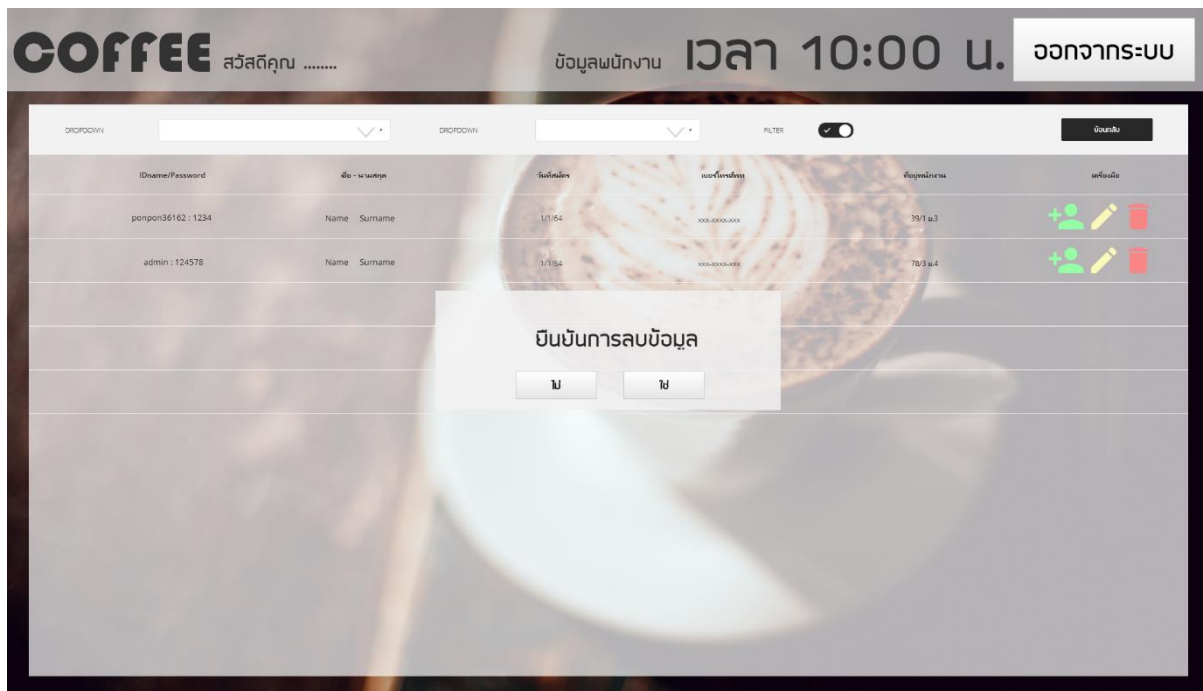 COFFEE สวัสดีคุณ ........ ข้อมูลพนักงาน เวลา 10:00 น. ออกจากระบบ
DROPDOWN DROPDOWN FILTER ย้อนกลับ
IDname/Password ชื่อ - นามสกุล วันที่สมัคร เบอร์โทรศัพท ที่อยู่พนักงาน เครื่องมือ
ponpon36162 : 1234 Name Surname 1/1/64 xxx-xxxx-xxx 39/1 ม.3
admin : 124578 Name Surname 1/1/64 xxx-xxxx-xxx 78/3 ม.4
ยืนยันการลบข้อมูล
ไม่ ใช่